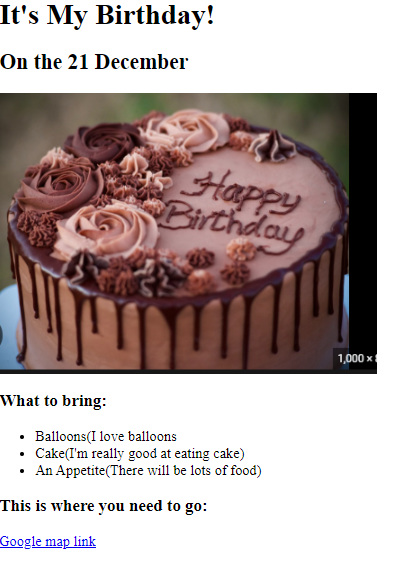 It's My Birthday!
On the 21 December
Happy
Birthday
1,000 ×
What to bring:
Balloons(I love balloons
Cake(I'm really good at eating cake)
An Appetite(There will be lots of food)
This is where you need to go:
Google map link